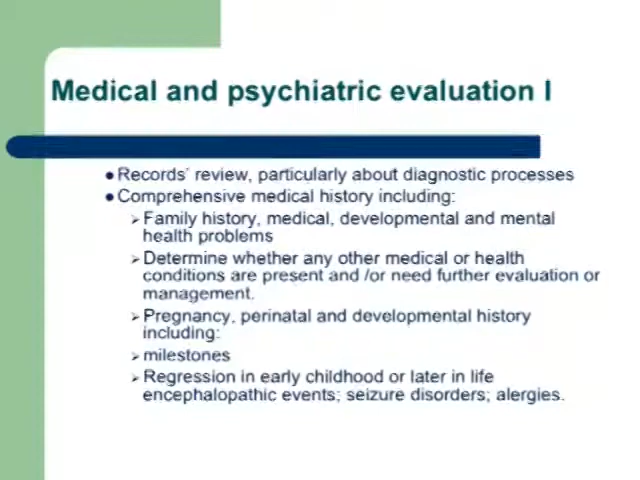 Medical and psychiatric evaluation I
● Records' review, particularly about diagnostic processes
● Comprehensive medical history including:
➢ Family history, medical, developmental and mental
health problems
➢ Determine whether any other medical or health
conditions are present and /or need further evaluation or
management.
➢ Pregnancy, perinatal and developmental history
including:
➢ milestones
➢ Regression in early childhood or later in life
encephalopathic events; seizure disorders; alergies.